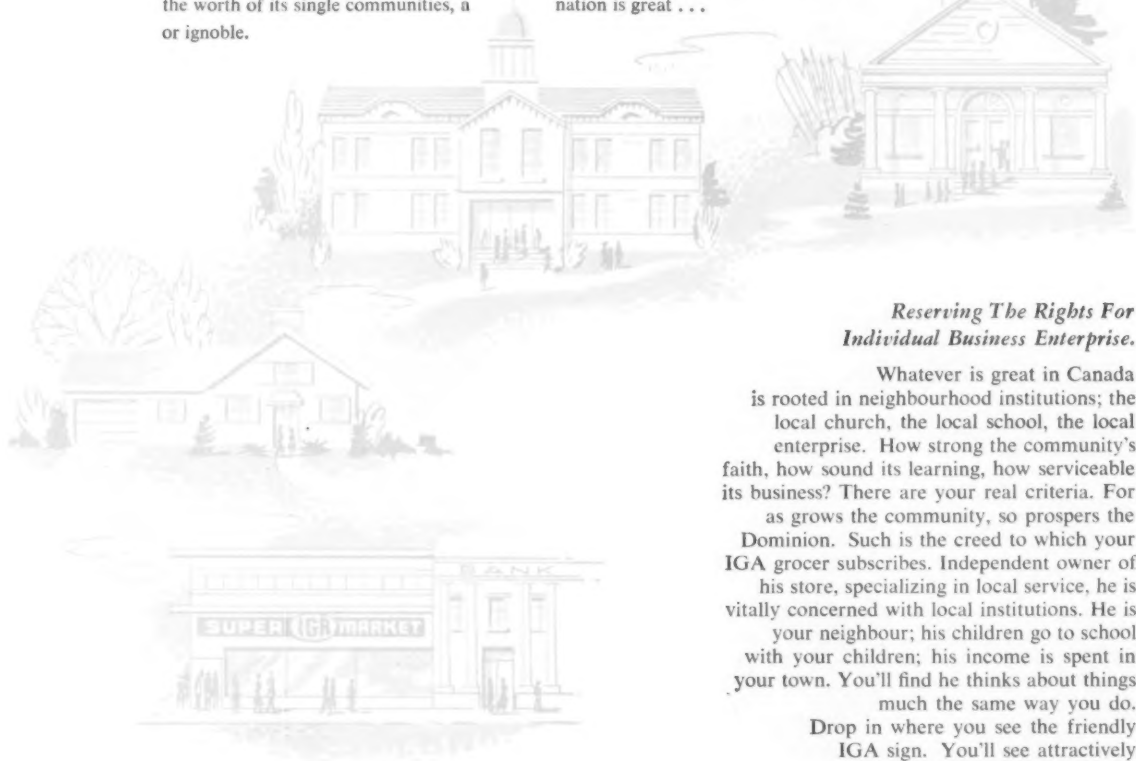 the worth of its single communities, a nation is great . . .
or ignoble.
BANK
SUPER IGA MARKET
Reserving The Rights For
Individual Business Enterprise.
Whatever is great in Canada
is rooted in neighbourhood institutions; the
local church, the local school, the local
enterprise. How strong the community's
faith, how sound its learning, how serviceable
its business? There are your real criteria. For
as grows the community, so prospers the
Dominion. Such is the creed to which your
IGA grocer subscribes. Independent owner of
his store, specializing in local service, he is
vitally concerned with local institutions. He is
your neighbour; his children go to school
with your children; his income is spent in
your town. You'll find he thinks about things
much the same way you do.
Drop in where you see the friendly
IGA sign. You'll see attractively